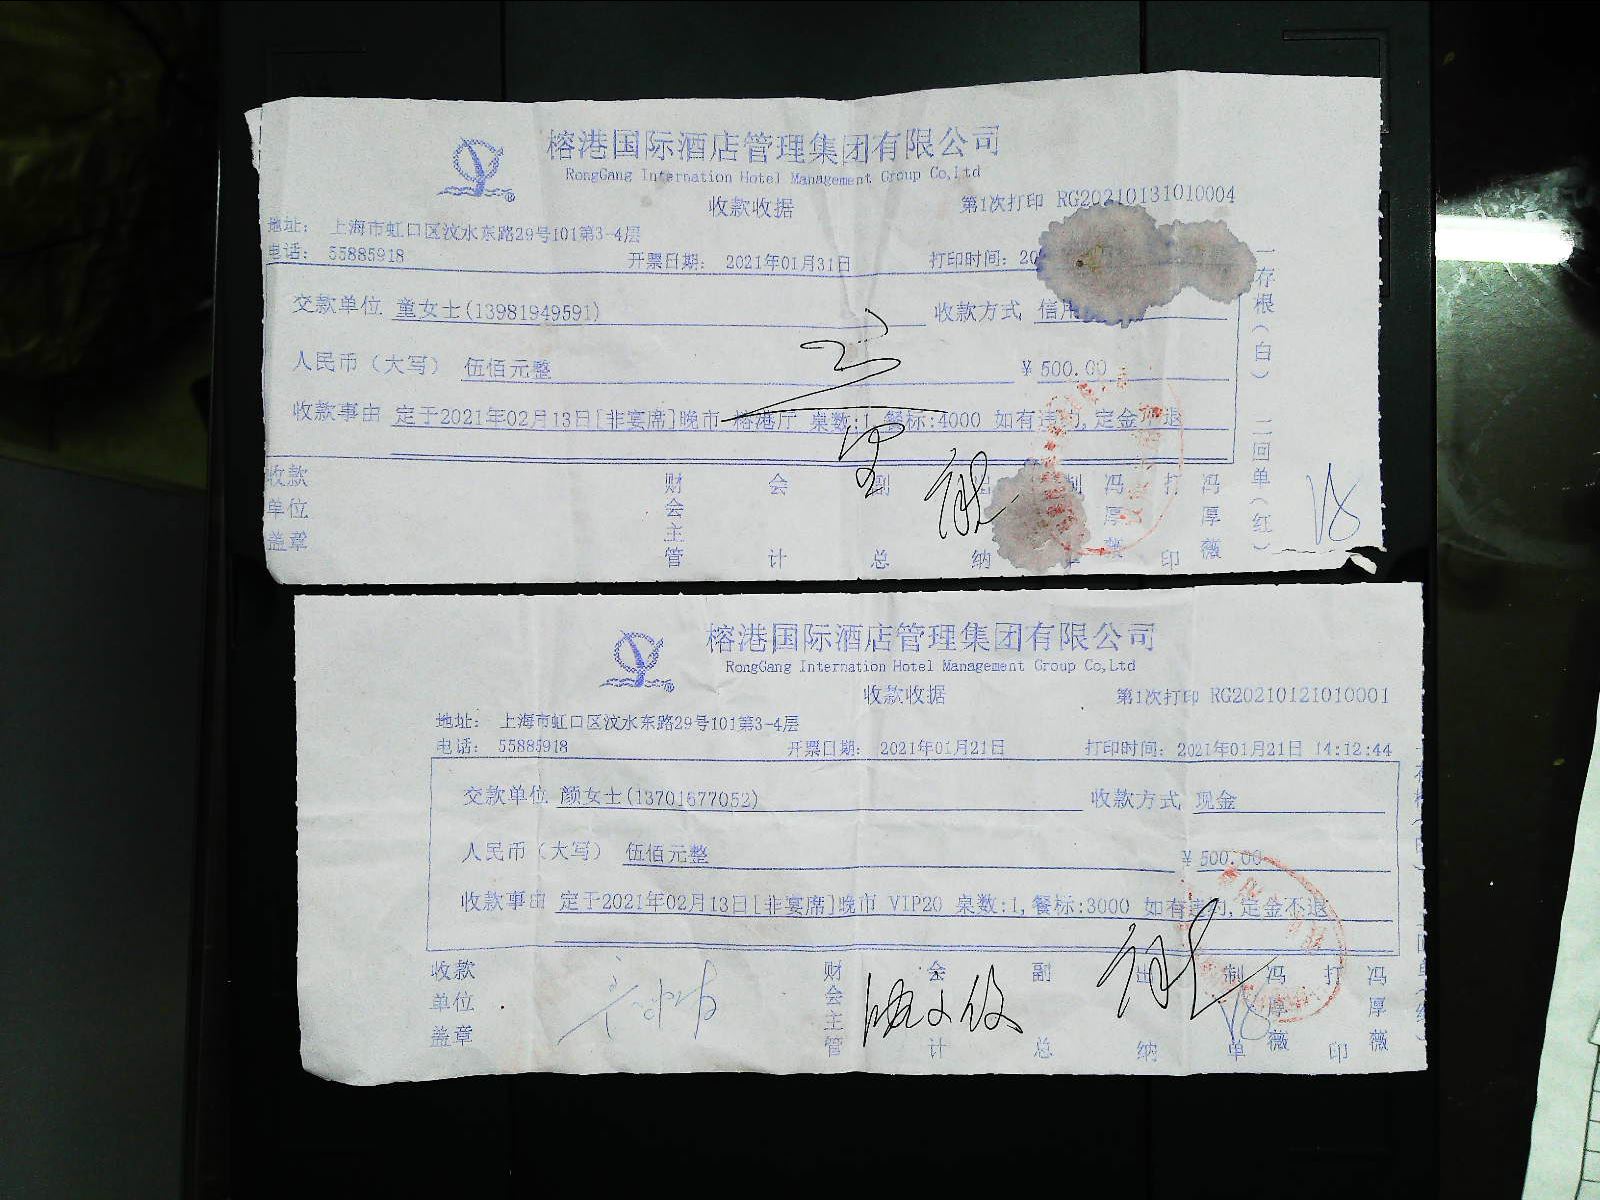 榕港国际酒店管理集团有限公司
RongGang Internation Hotel Management Group Co,Ltd
收款收据
第1次打印 RG20210131010004
地址： 上海市虹口区汶水东路29号101第3-4层
电话： 55885918 开票日期： 2021年01月31日 打印时间：20
交款单位 童女士(13981949591) 收款方式 信用
人民币（大写） 伍佰元整 ￥500.00
收款事由 定于2021年02月13日[非宴席]晚市 榕港厅 桌数:1,餐标:4000 如有违约,定金不退
收款单位盖章 财会主管 会计 副总 出纳 制单 冯厚薇 打印 冯厚薇
一存根（白） 二回单（红）
V8
榕港国际酒店管理集团有限公司
RongGang Internation Hotel Management Group Co,Ltd
收款收据
第1次打印 RG20210121010001
地址： 上海市虹口区汶水东路29号101第3-4层
电话： 55885918 开票日期： 2021年01月21日 打印时间：2021年01月21日 14:12:44
交款单位 颜女士(13701677052) 收款方式 现金
人民币（大写） 伍佰元整 ￥500.00
收款事由 定于2021年02月13日[非宴席]晚市 VIP20 桌数:1,餐标:3000 如有违约,定金不退
收款单位盖章 财会主管 会计 副总 出纳 制单 冯厚薇 打印 冯厚薇
V8